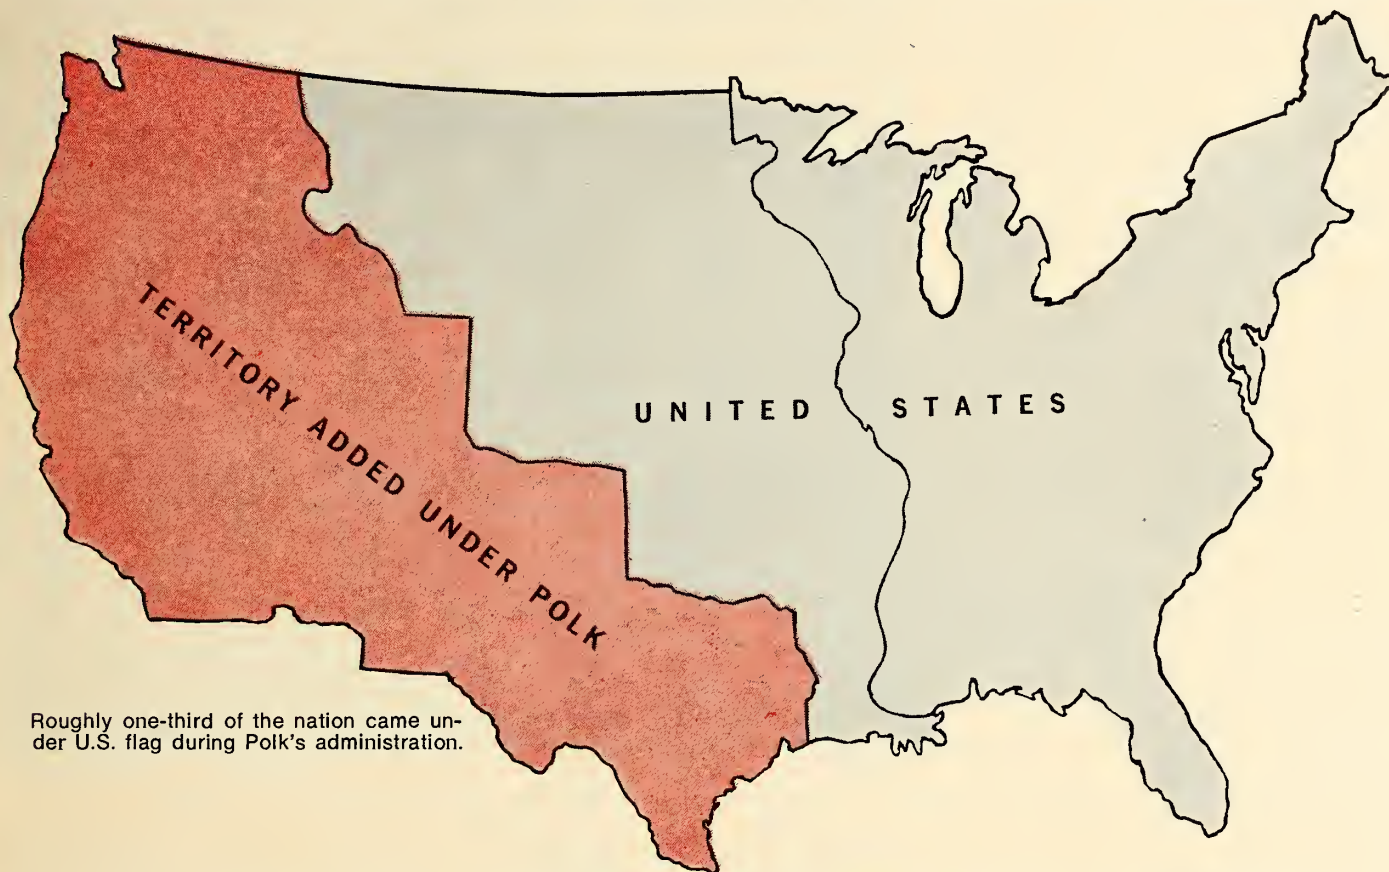 TERRITORY ADDED UNDER POLK
UNITED STATES
Roughly one-third of the nation came un-
der U.S. flag during Polk's administration.